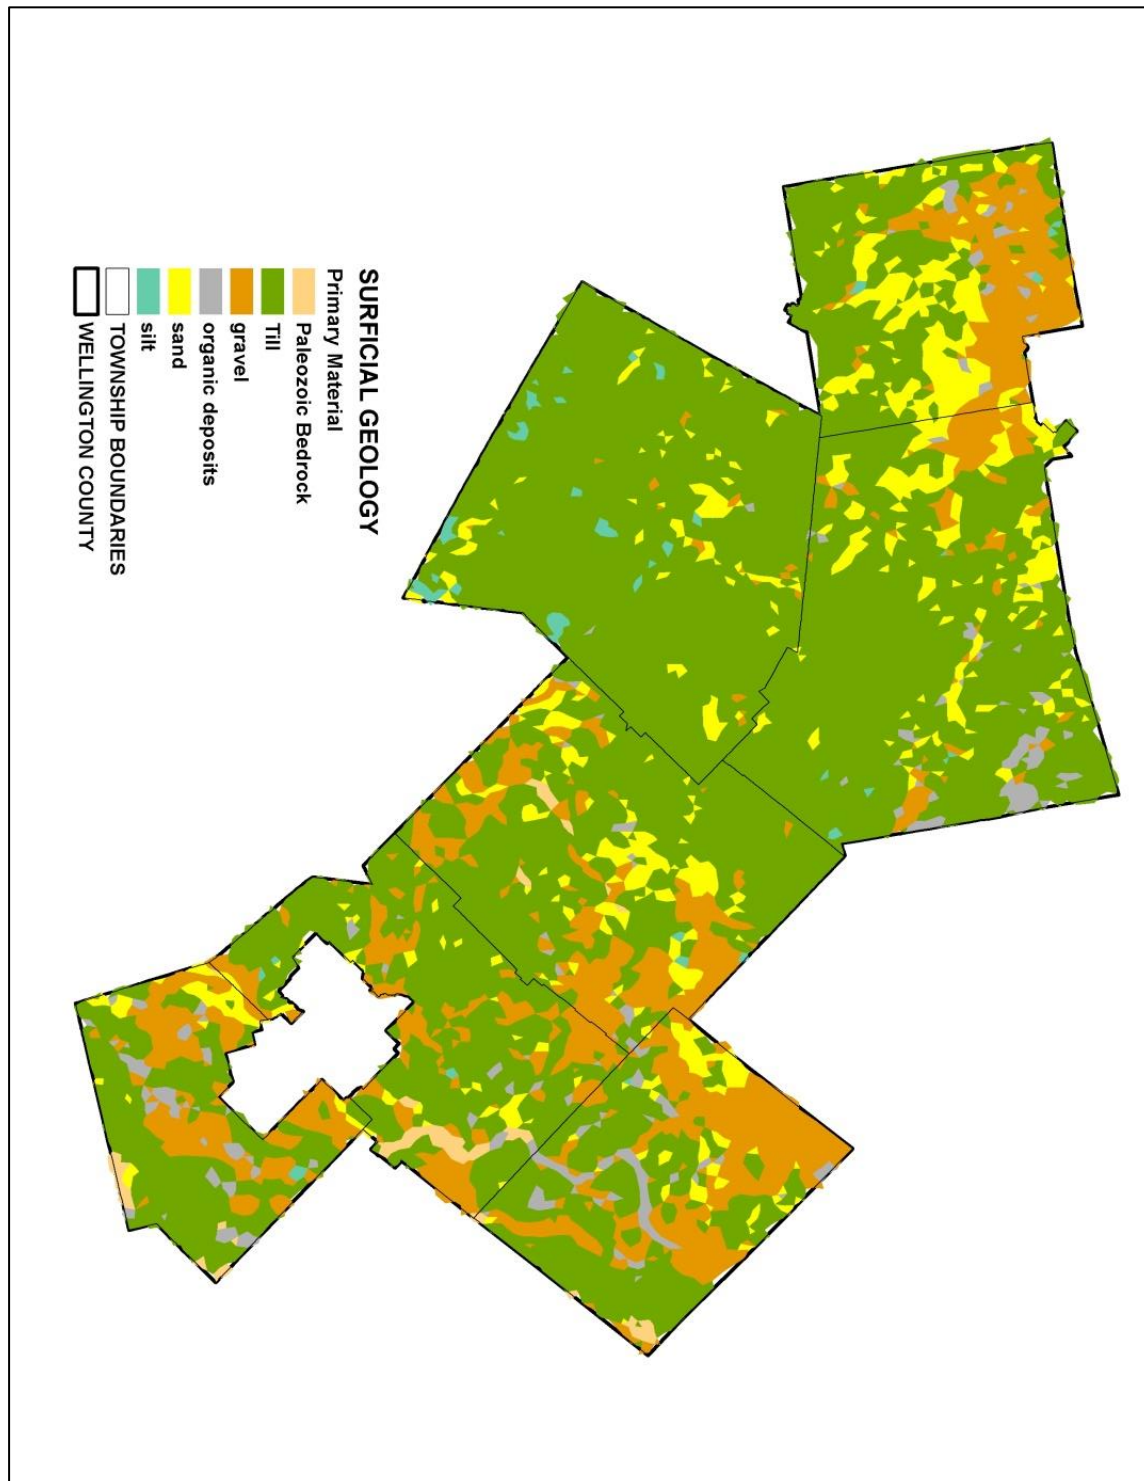 SURFICIAL GEOLOGY
Primary Material
Paleozoic Bedrock
Till
gravel
organic deposits
sand
silt
TOWNSHIP BOUNDARIES
WELLINGTON COUNTY